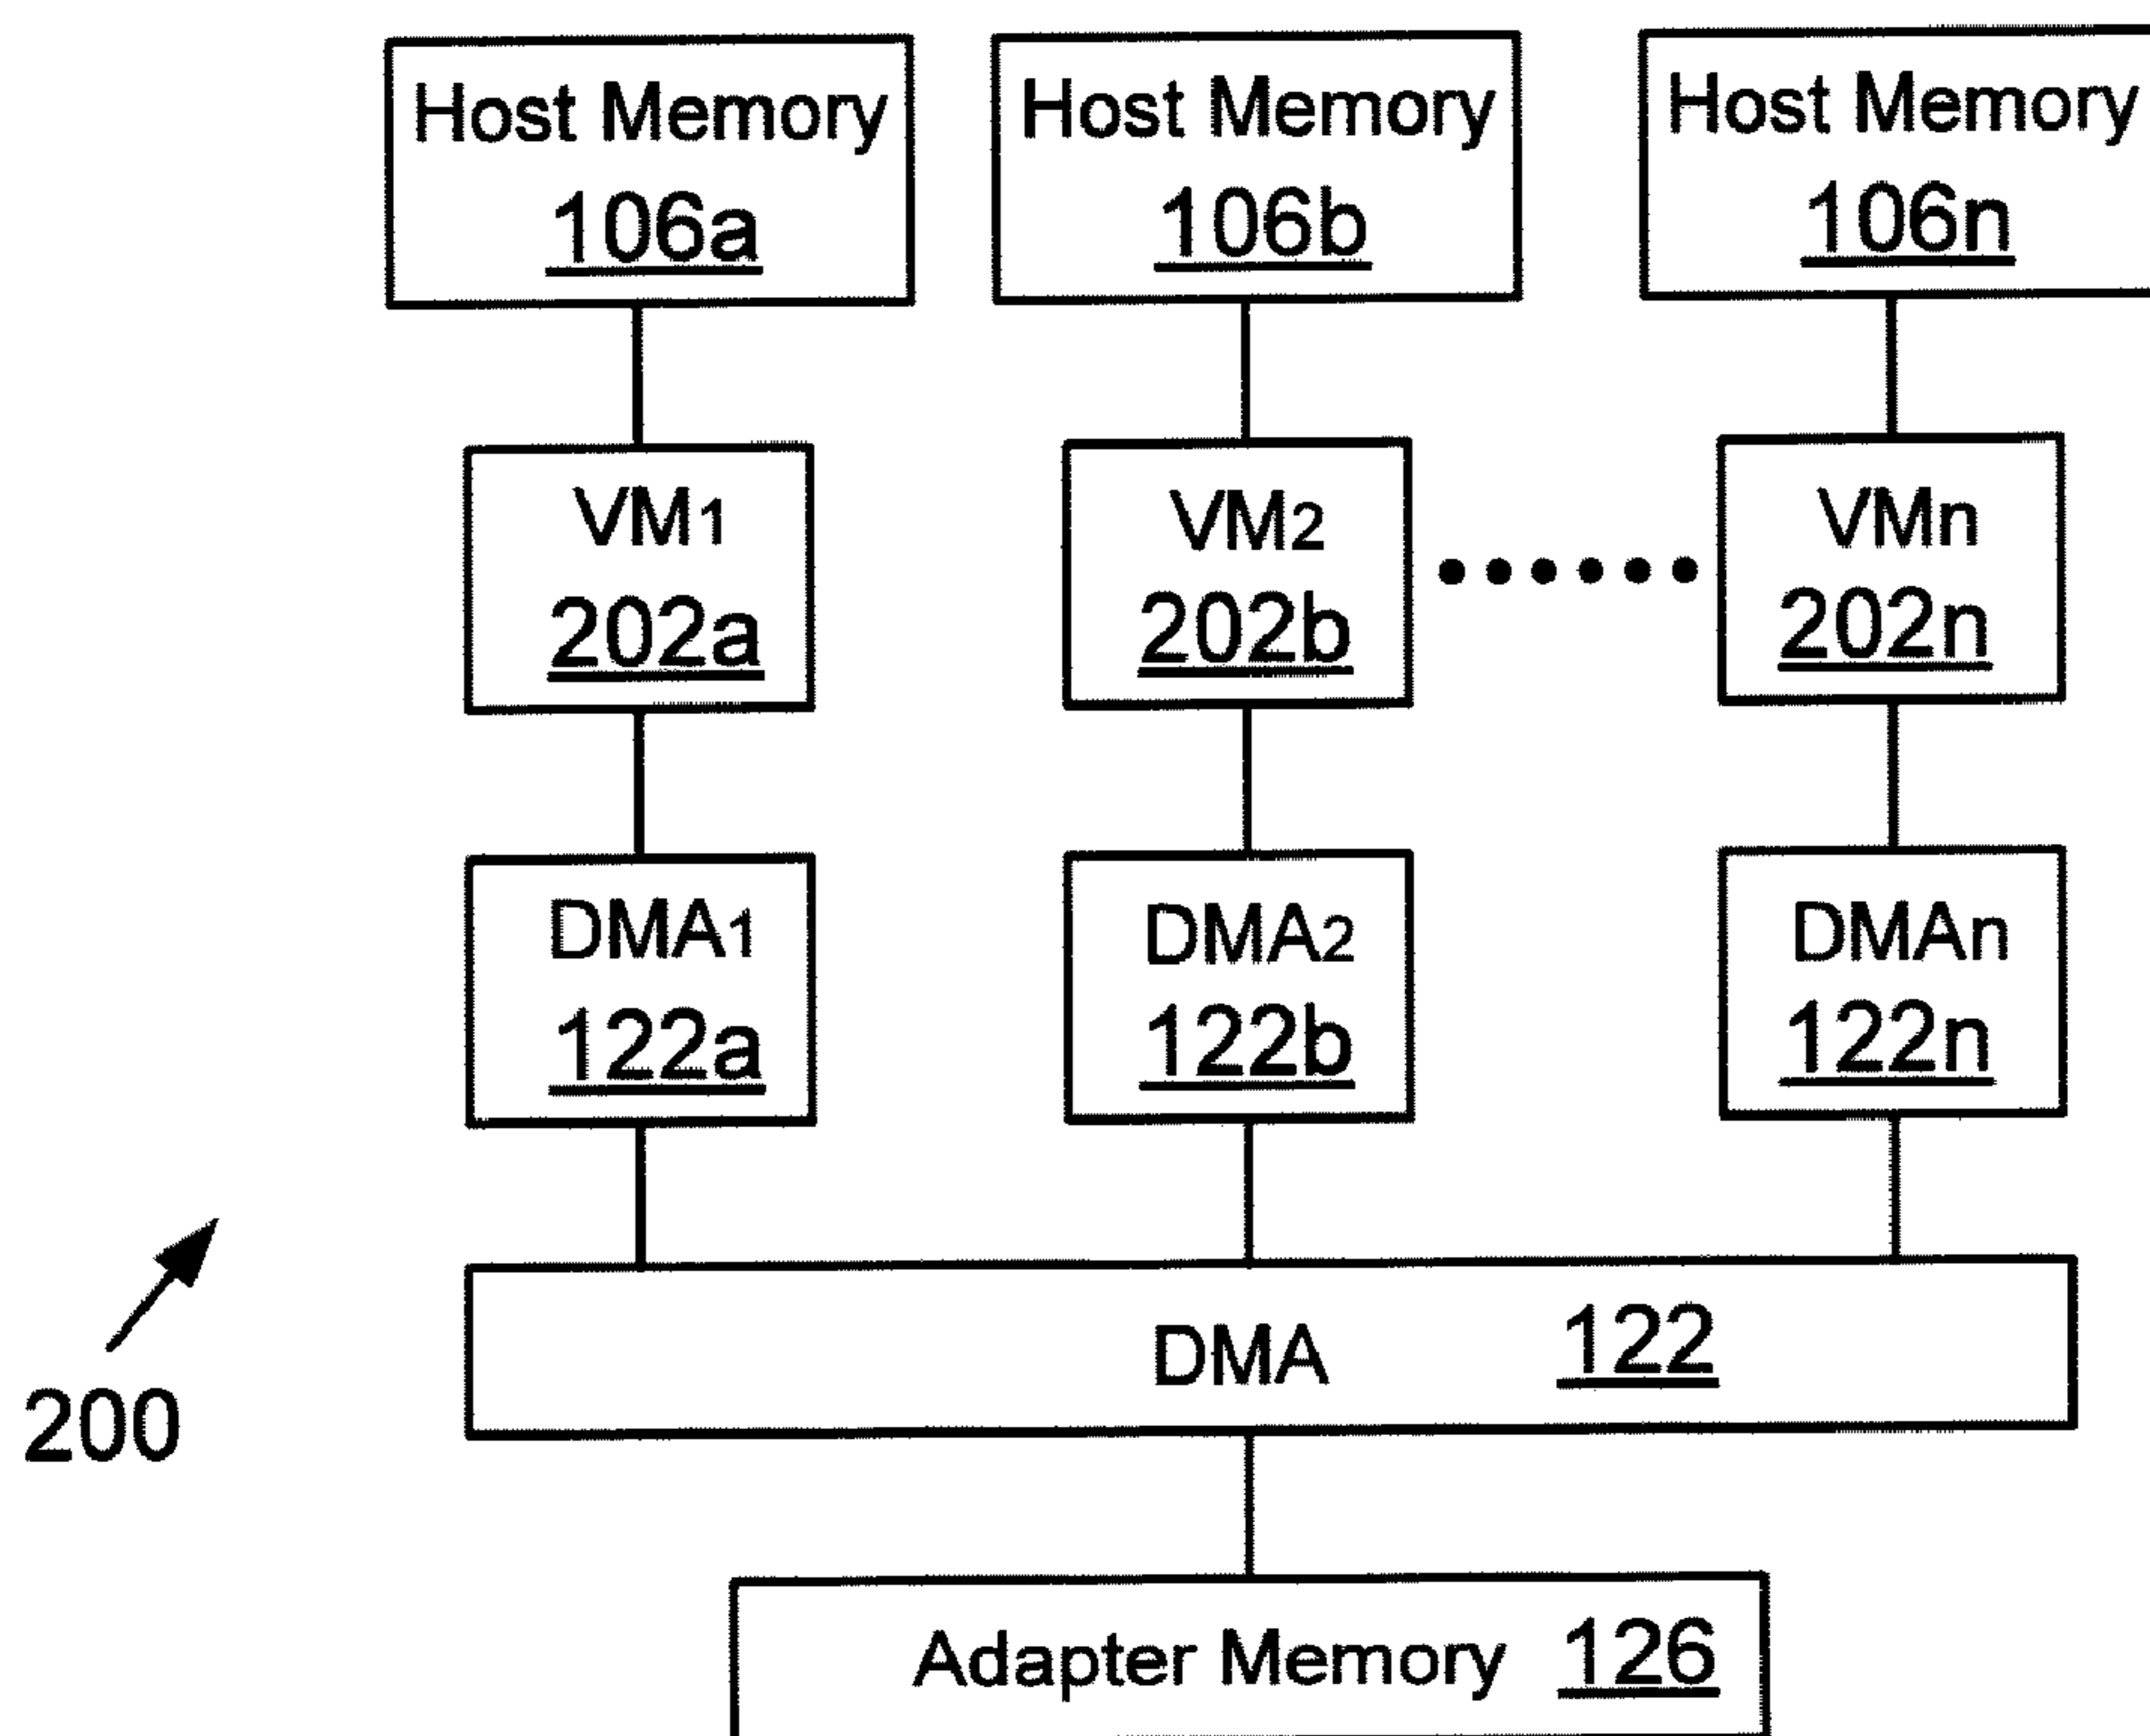 Host Memory Host Memory Host Memory
106a 106b 106n
VM1 VM2 VMn
202a 202b 202n
DMA1 DMA2 DMAn
122a 122b 122n
DMA 122
200
Adapter Memory 126